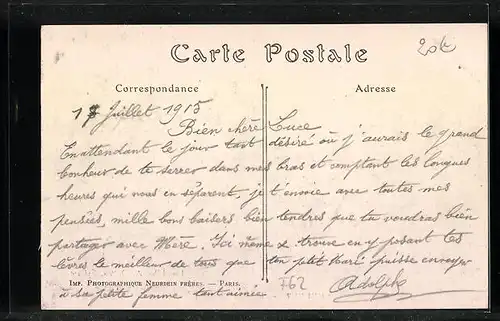 20k
Carte Postale
Correspondance
Adresse
17 Juillet 1915
Bien chère Luce
En attendant le jour tant désiré où j'aurais le grand
bonheur de te serrer dans mes bras et comptant les longues
heures qui nous en séparent, je t'envoie avec toutes mes
pensées, mille bons baisers bien tendres que tu voudras bien
partager avec Mère. Ici même se trouve en y posant tes
lèvres le meilleur de tous que ton ptit Mari puisse envoyer
à sa petite femme tant aimée.
IMP. PHOTOGRAPHIQUE NEURDEIN FRÈRES. — PARIS.
762
Adolphe